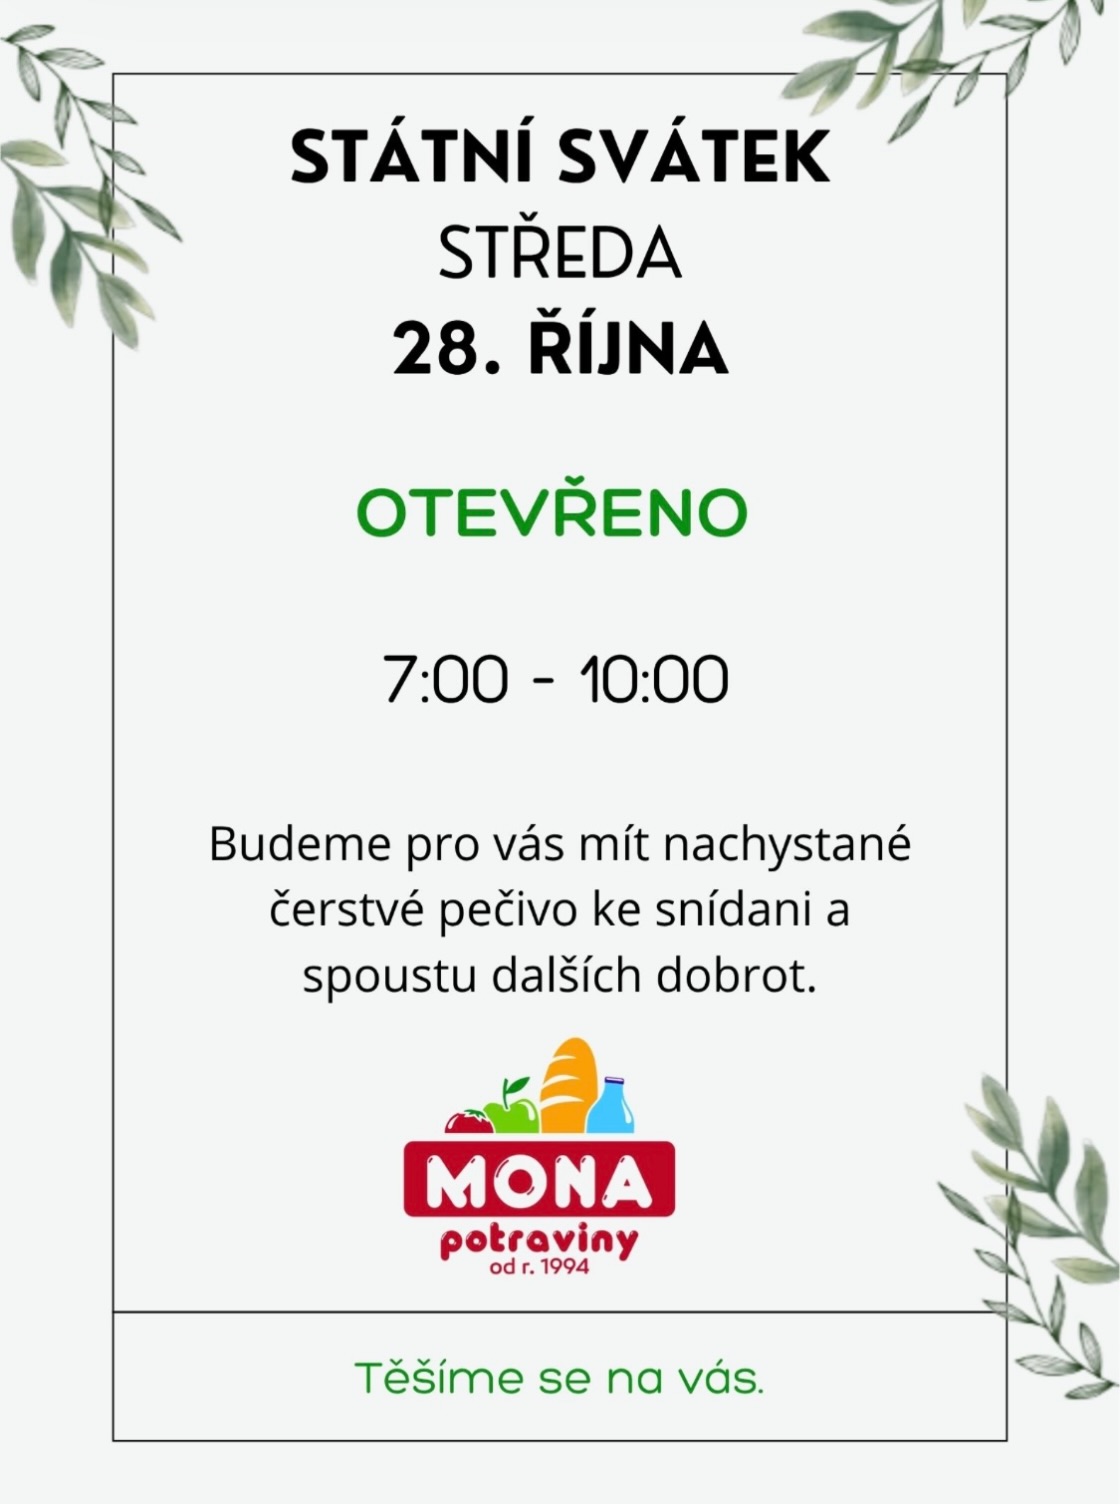 STÁTNÍ SVÁTEK
STŘEDA
28. ŘÍJNA
OTEVŘENO
7:00 - 10:00
Budeme pro vás mít nachystané
čerstvé pečivo ke snídani a
spoustu dalších dobrot.
MONA
potraviny
od r. 1994
Těšíme se na vás.